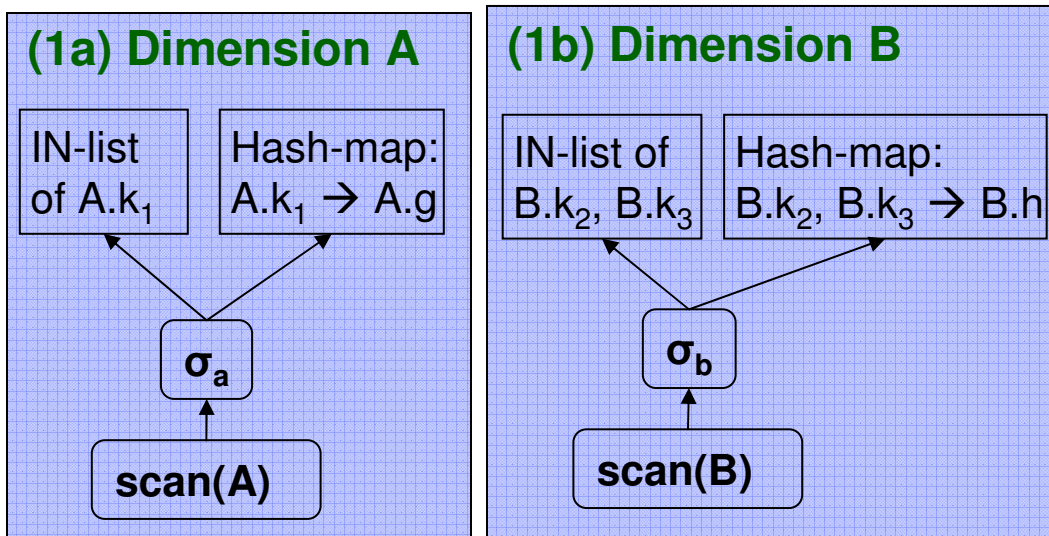 (1a) Dimension A
IN-list
of A.k₁
Hash-map:
A.k₁ → A.g
σₐ
scan(A)
(1b) Dimension B
IN-list of
B.k₂, B.k₃
Hash-map:
B.k₂, B.k₃ → B.h
σ_b
scan(B)